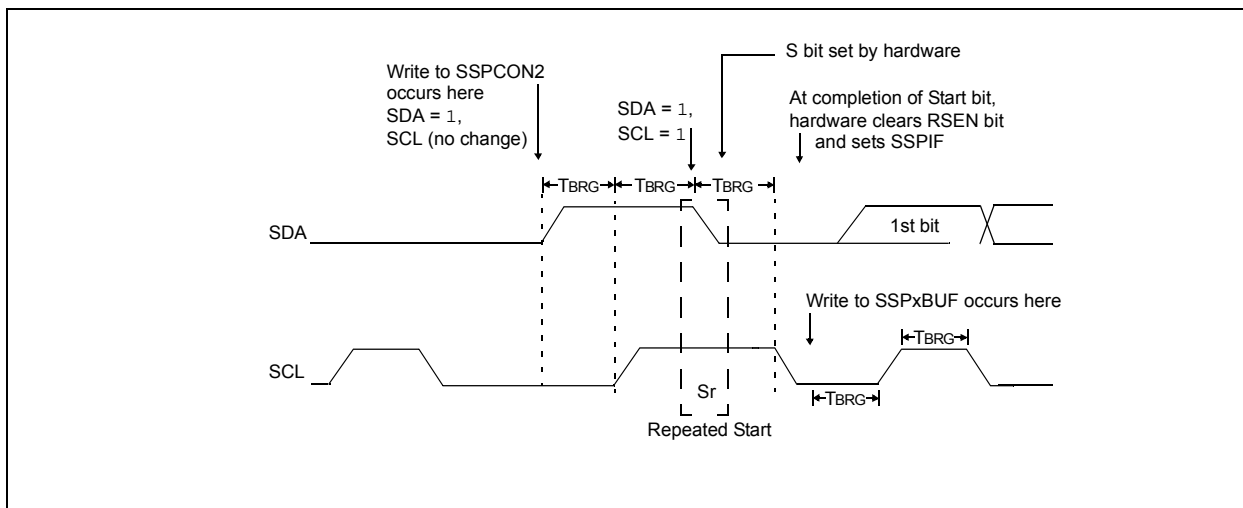 S bit set by hardware
Write to SSPCON2
occurs here
SDA = 1,
SCL (no change)
SDA = 1,
SCL = 1
At completion of Start bit,
hardware clears RSEN bit
and sets SSPIF
TBRG
TBRG
TBRG
SDA
1st bit
Write to SSPxBUF occurs here
TBRG
SCL
Sr
TBRG
Repeated Start